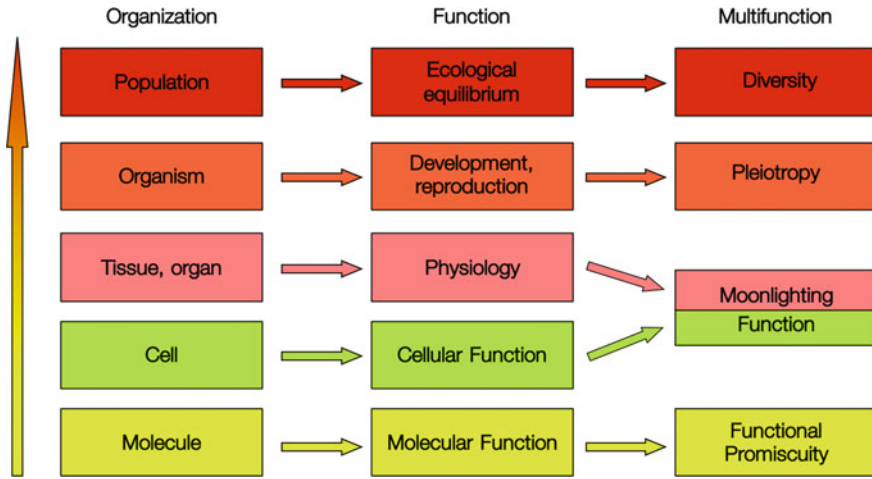 Organization
Function
Multifunction
Population
Ecological
equilibrium
Diversity
Organism
Development,
reproduction
Pleiotropy
Tissue, organ
Physiology
Moonlighting
Function
Cell
Cellular Function
Molecule
Molecular Function
Functional
Promiscuity